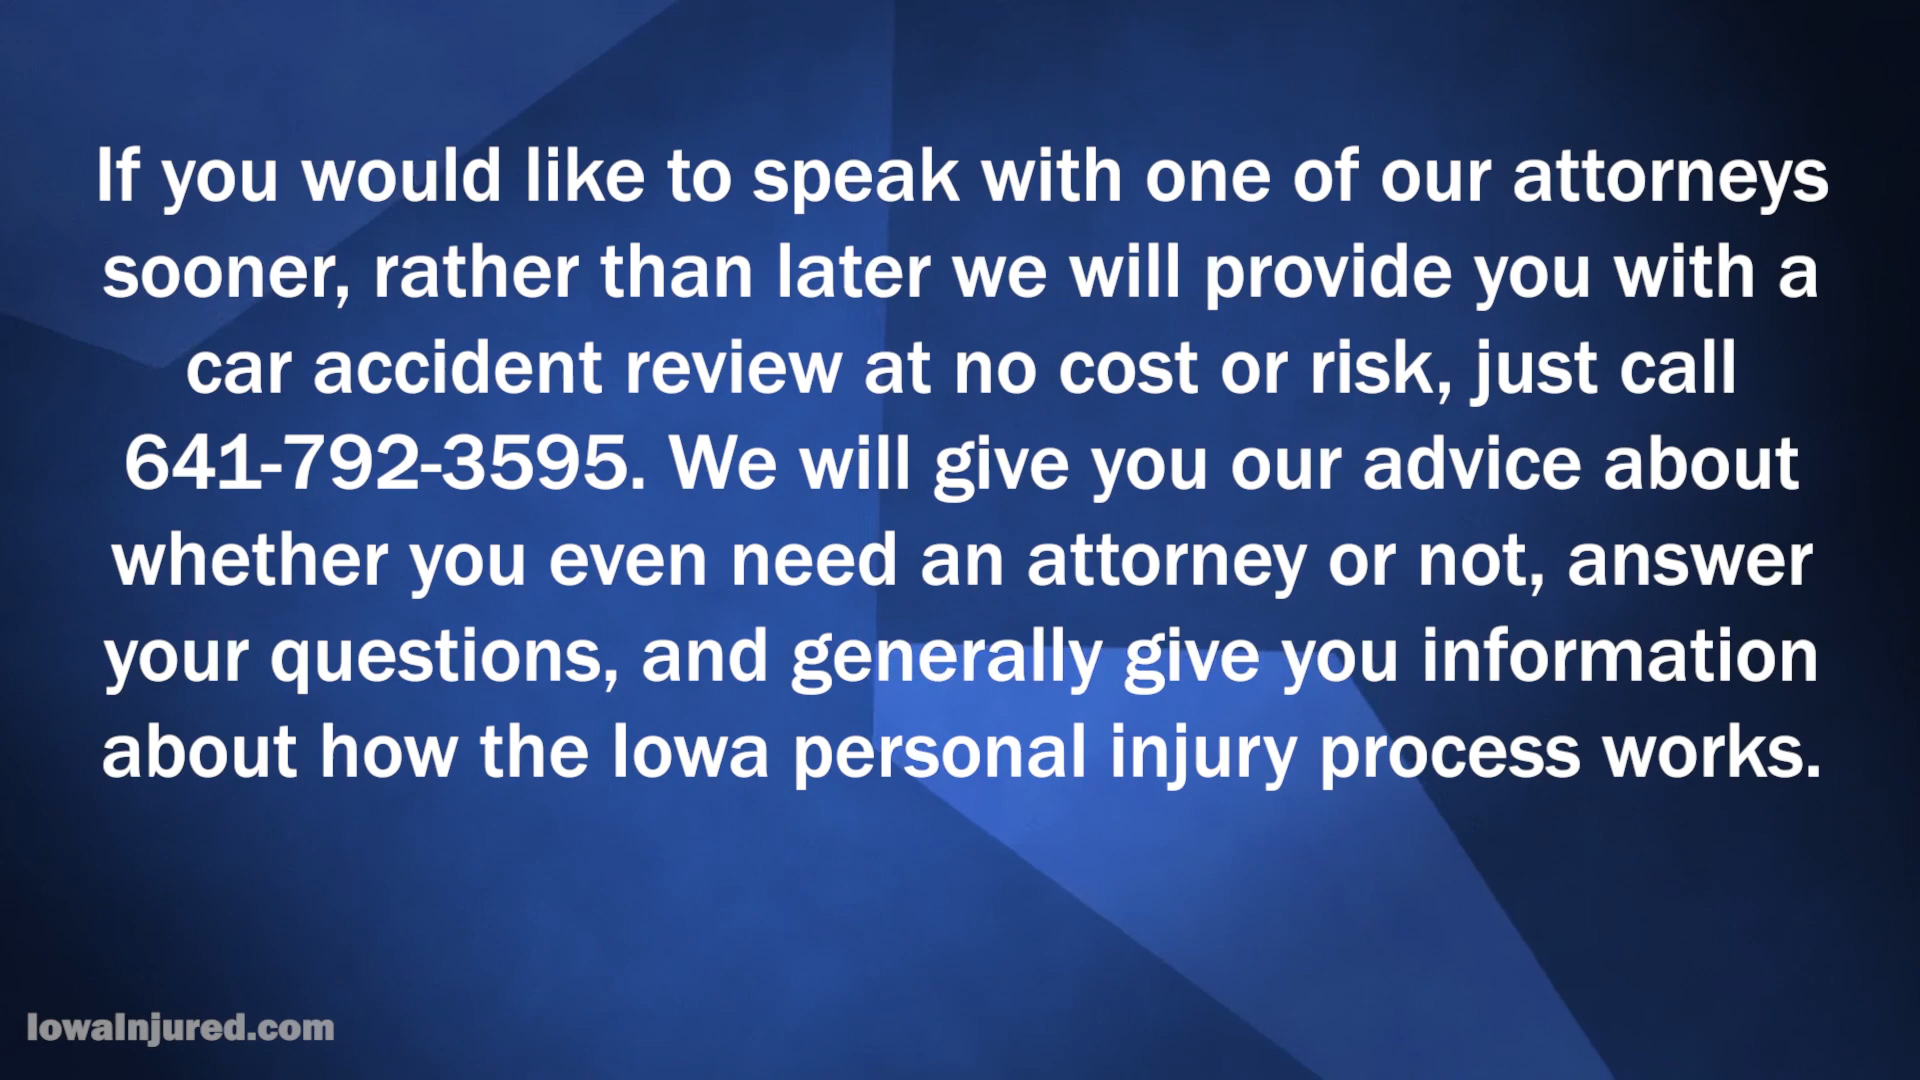 If you would like to speak with one of our attorneys
sooner, rather than later we will provide you with a
car accident review at no cost or risk, just call
641-792-3595. We will give you our advice about
whether you even need an attorney or not, answer
your questions, and generally give you information
about how the Iowa personal injury process works.
IowaInjured.com